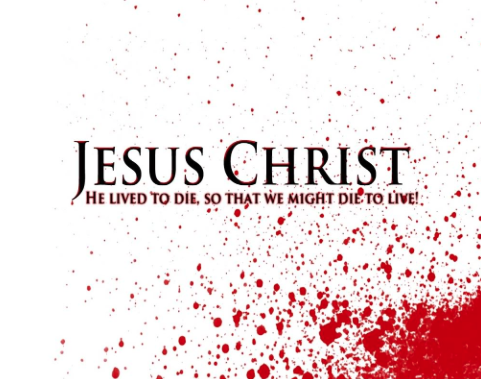 Jesus Christ
He lived to die, so that we might die to live!